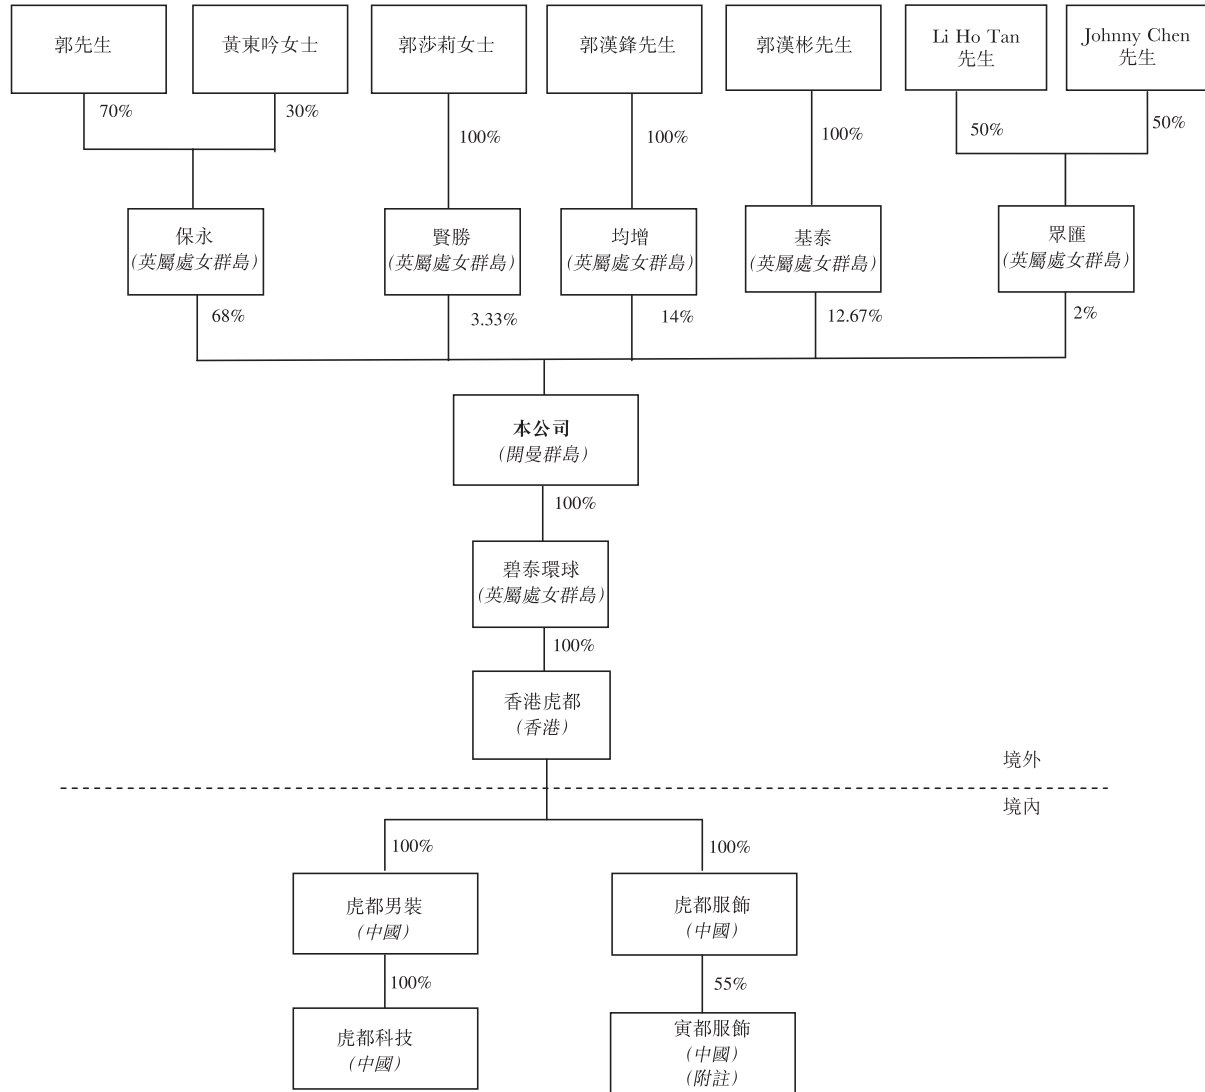 郭先生
黃東吟女士
郭莎莉女士
郭漢鋒先生
郭漢彬先生
Li Ho Tan
先生
Johnny Chen
先生
70%
30%
100%
100%
100%
50%
50%
保永
(英屬處女群島)
賢勝
(英屬處女群島)
均增
(英屬處女群島)
基泰
(英屬處女群島)
眾匯
(英屬處女群島)
68%
3.33%
14%
12.67%
2%
本公司
(開曼群島)
100%
碧泰環球
(英屬處女群島)
100%
香港虎都
(香港)
境外
境內
100%
100%
虎都男裝
(中國)
虎都服飾
(中國)
100%
55%
虎都科技
(中國)
寅都服飾
(中國)
(附註)